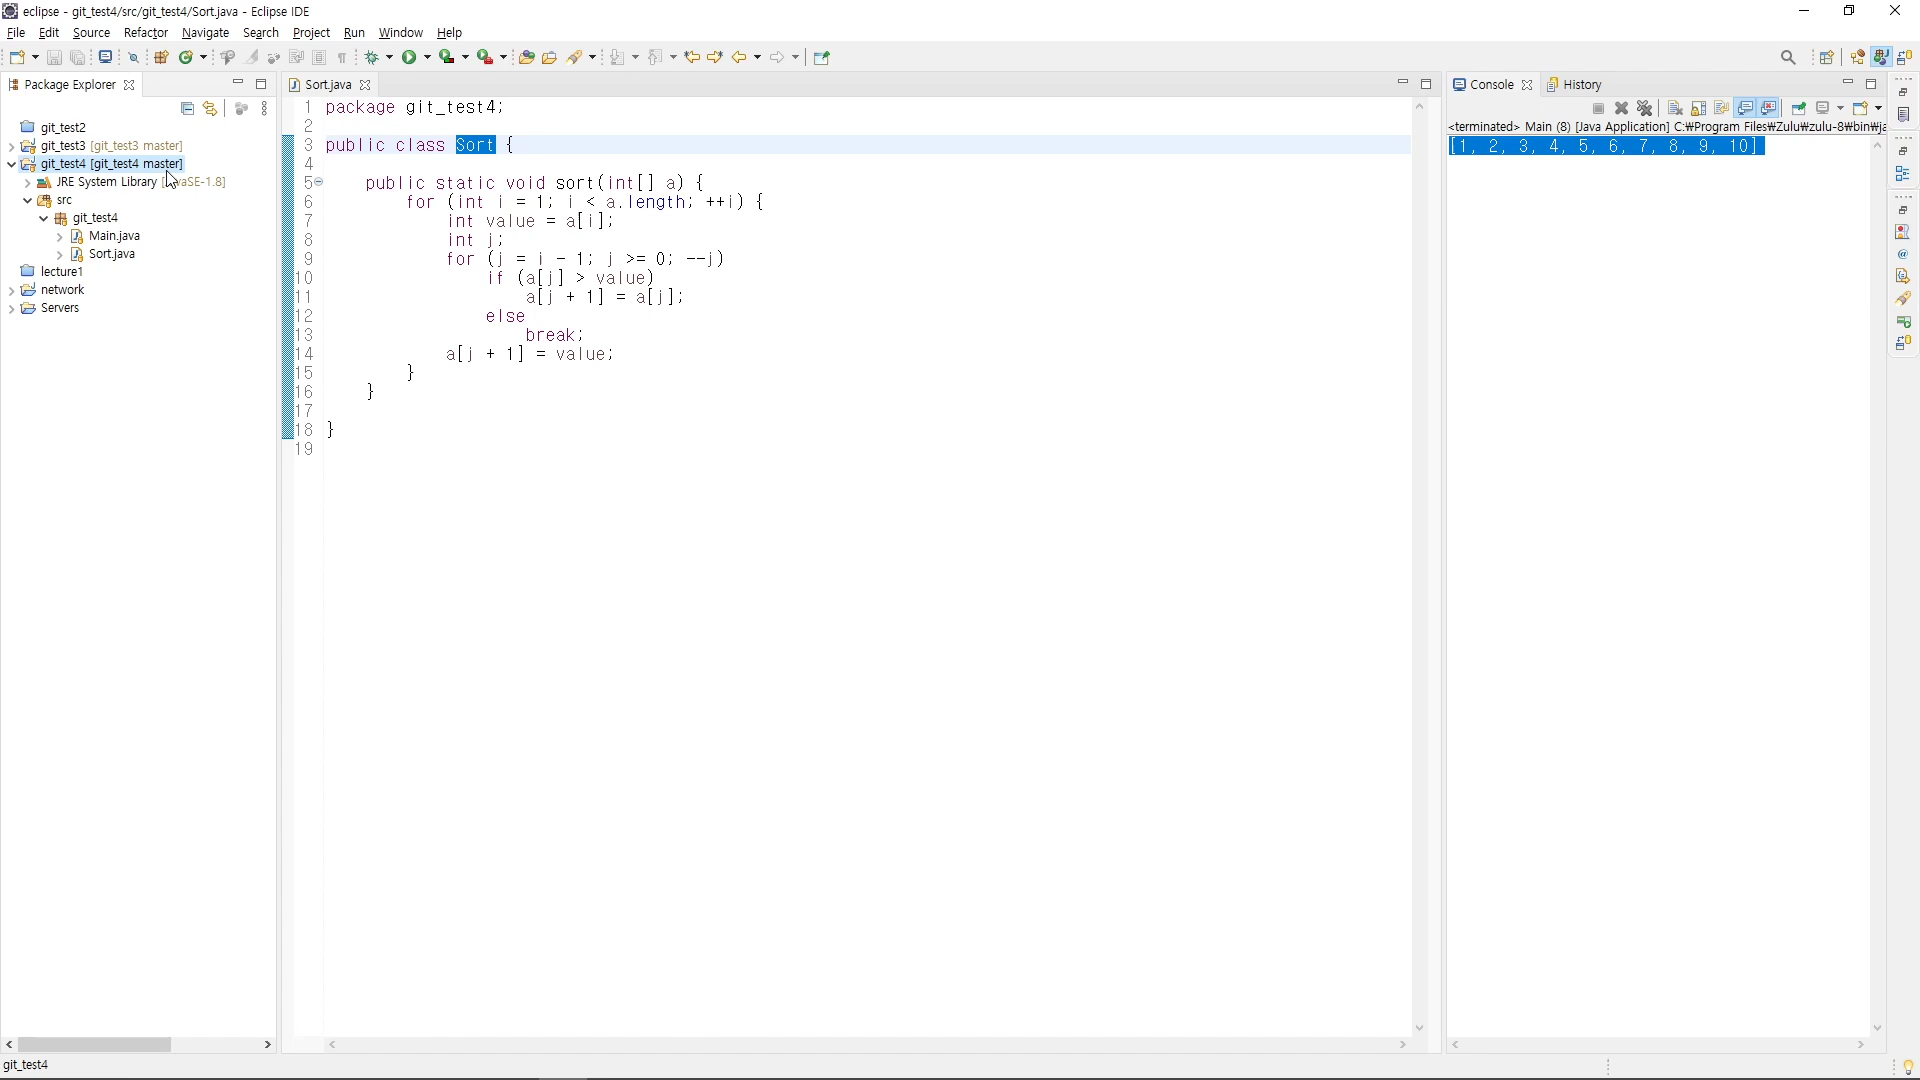 eclipse - git_test4/src/git_test4/Sort.java - Eclipse IDE
File Edit Source Refactor Navigate Search Project Run Window Help
Package Explorer
git_test2
git_test3 [git_test3 master]
git_test4 [git_test4 master]
JRE System Library [ vaSE-1.8]
src
git_test4
Main.java
Sort.java
lecture1
network
Servers
Sort.java
1 package git_test4;
2
3 public class Sort {
4
5 public static void sort(int[] a) {
6 for (int i = 1; i < a.length; ++i) {
7 int value = a[i];
8 int j;
9 for (j = i - 1; j >= 0; --j)
10 if (a[j] > value)
11 a[j + 1] = a[j];
12 else
13 break;
14 a[j + 1] = value;
15 }
16 }
17
18 }
19
Console History
<terminated> Main (8) [Java Application] C:₩Program Files₩Zulu₩zulu-8₩bin₩ja
[1, 2, 3, 4, 5, 6, 7, 8, 9, 10]
git_test4